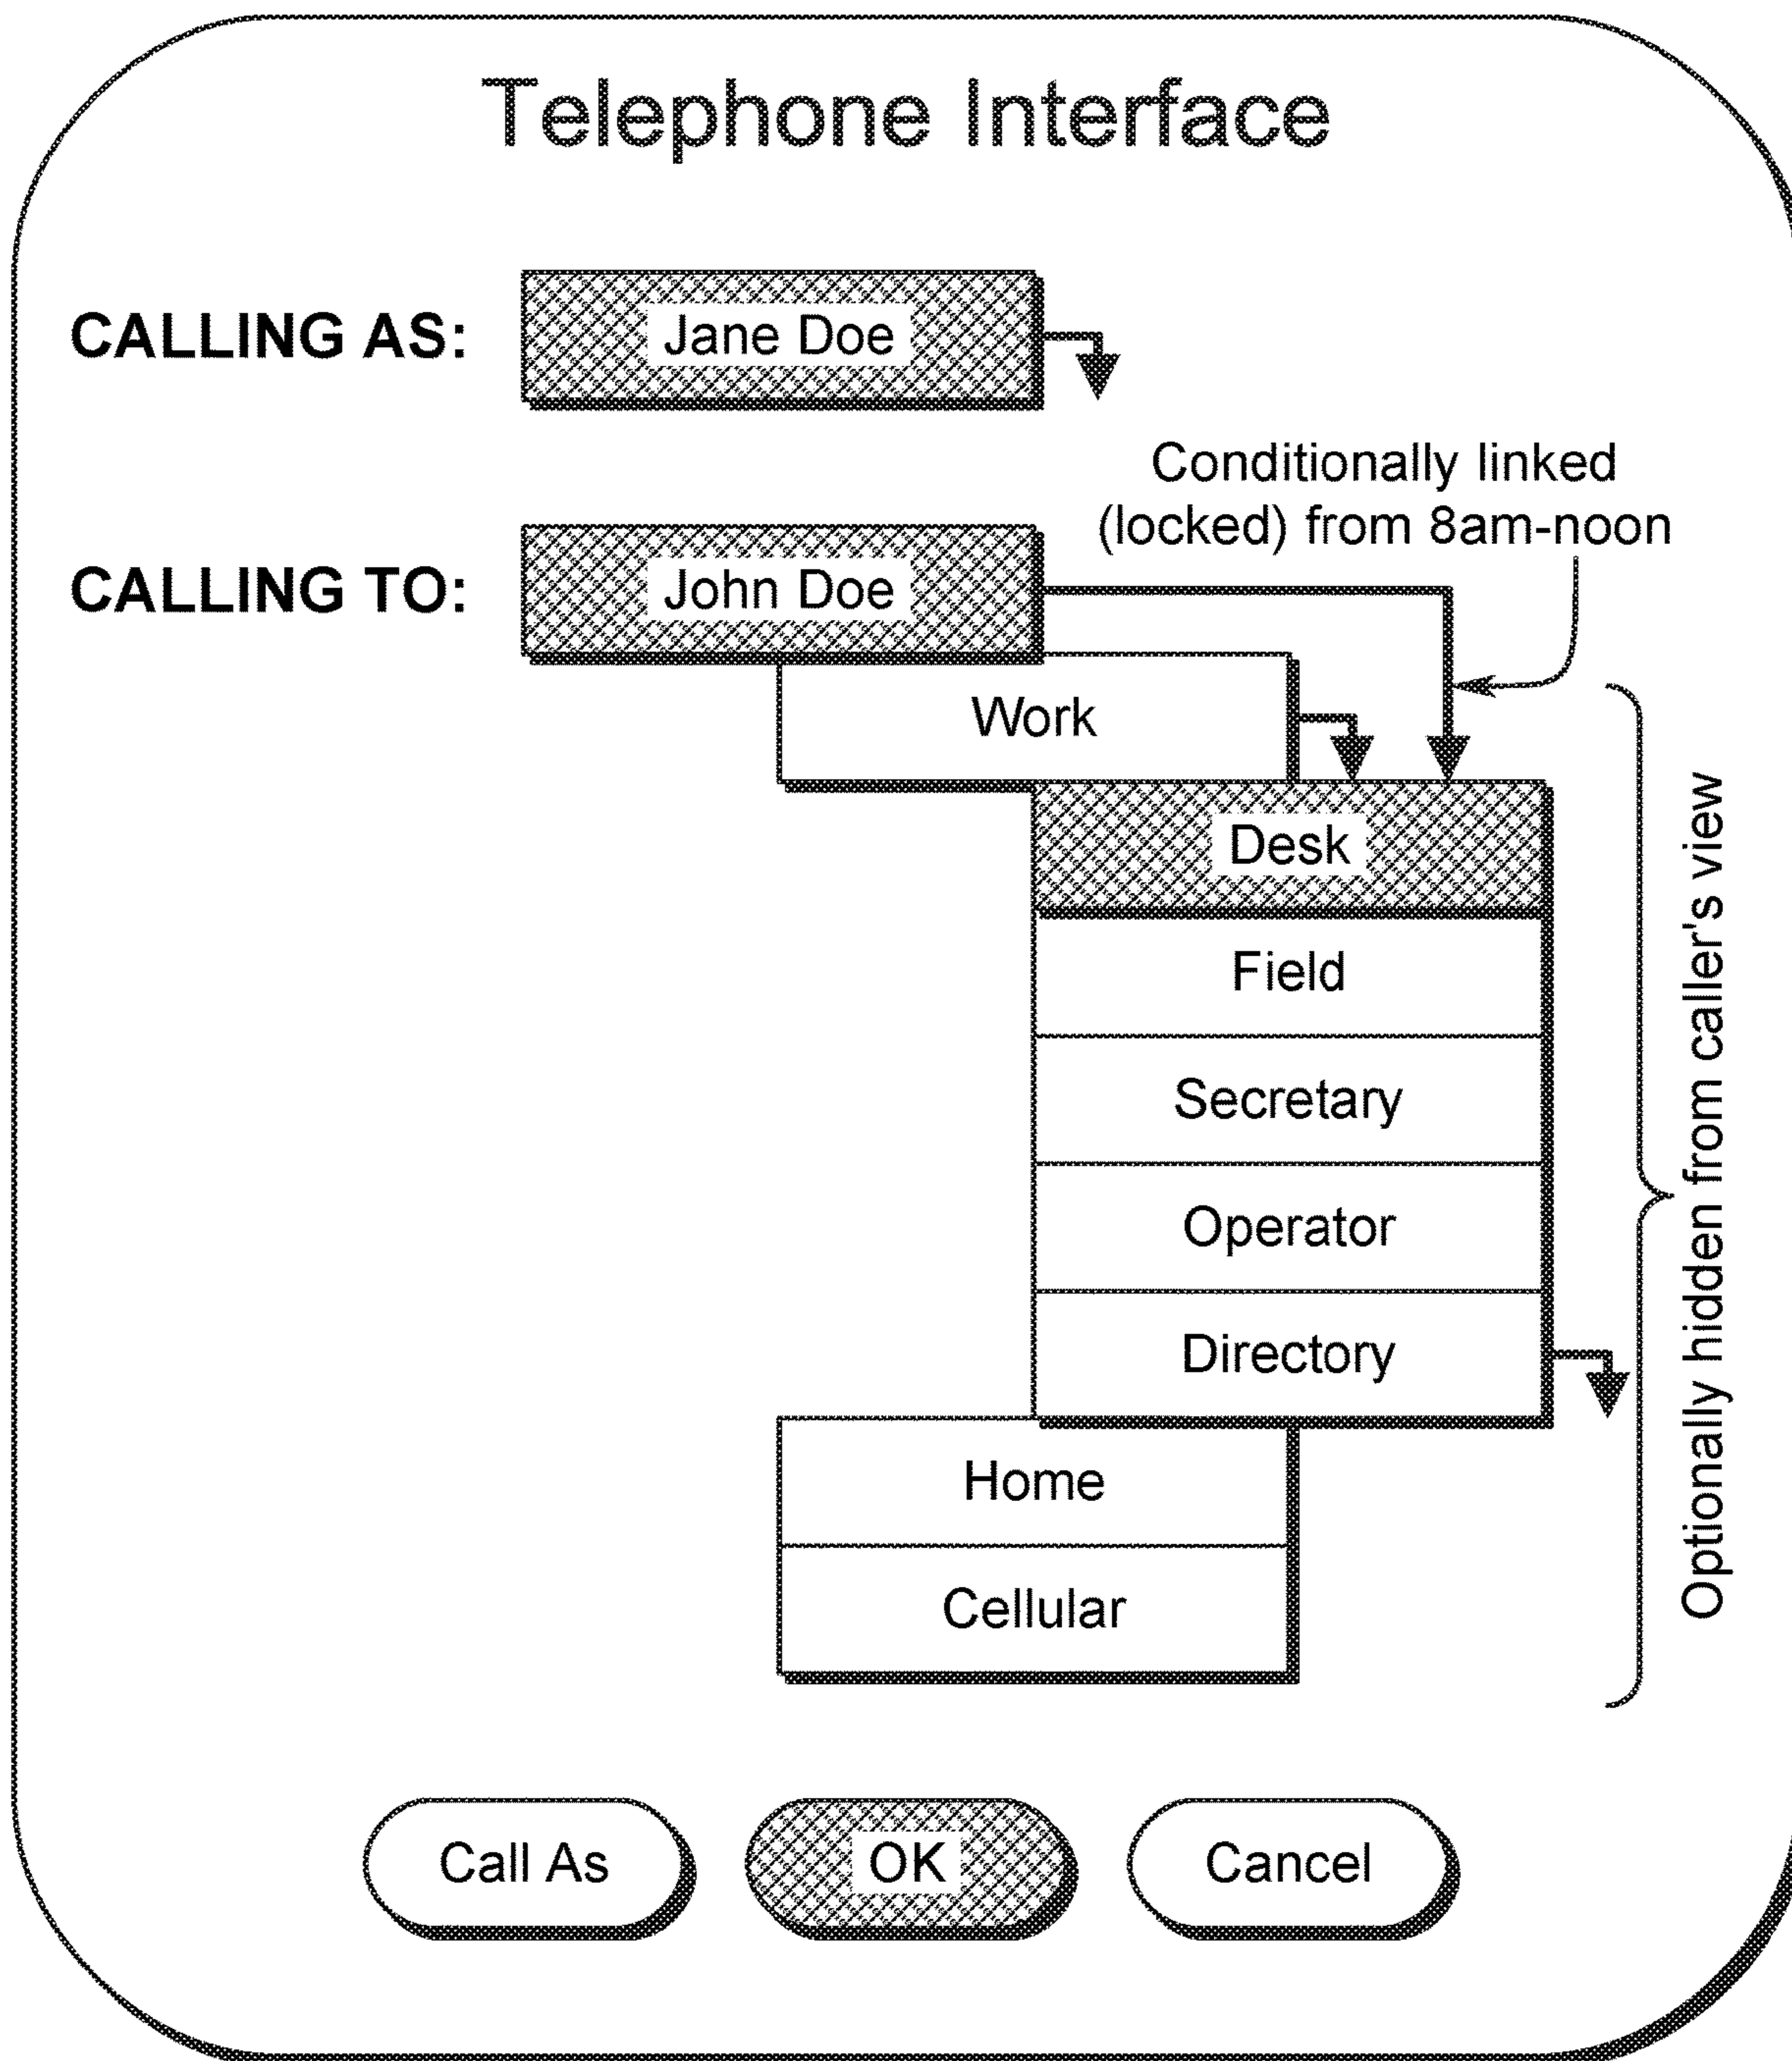 Telephone Interface
CALLING AS:
Jane Doe
Conditionally linked
(locked) from 8am-noon
CALLING TO:
John Doe
Work
Desk
Field
Secretary
Operator
Directory
Home
Cellular
Optionally hidden from caller's view
Call As
OK
Cancel